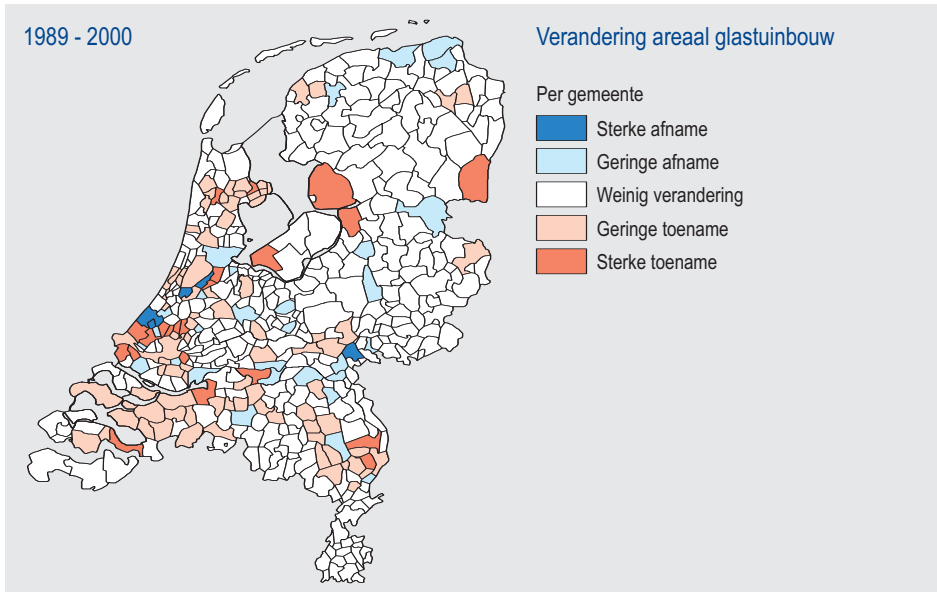 1989 - 2000
Verandering areaal glastuinbouw
Per gemeente
Sterke afname
Geringe afname
Weinig verandering
Geringe toename
Sterke toename